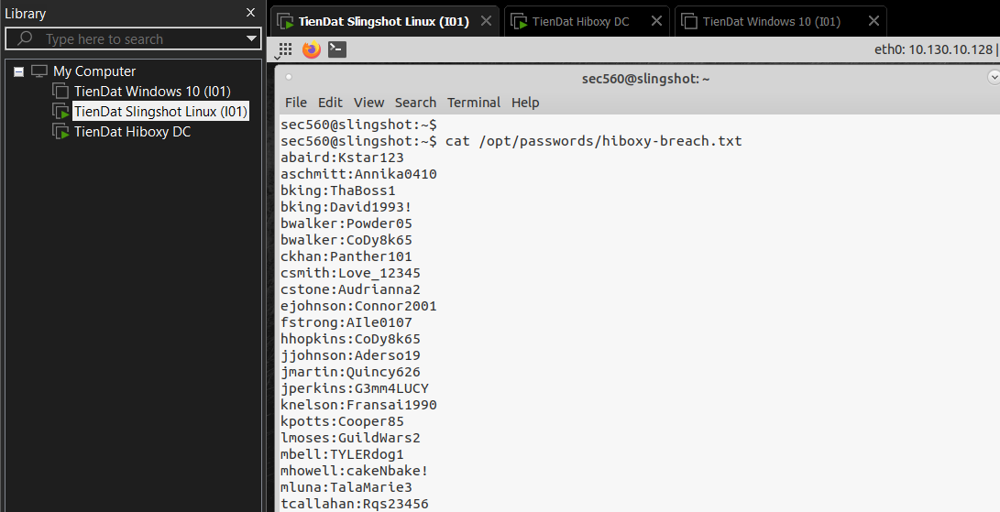 Library
Type here to search
My Computer
TienDat Windows 10 (I01)
TienDat Slingshot Linux (I01)
TienDat Hiboxy DC
TienDat Slingshot Linux (I01)
TienDat Hiboxy DC
TienDat Windows 10 (I01)
eth0: 10.130.10.128 |
sec560@slingshot: ~
File Edit View Search Terminal Help
sec560@slingshot:~$
sec560@slingshot:~$ cat /opt/passwords/hiboxy-breach.txt
abaird:Kstar123
aschmitt:Annika0410
bking:ThaBoss1
bking:David1993!
bwalker:Powder05
bwalker:CoDy8k65
ckhan:Panther101
csmith:Love_12345
cstone:Audrianna2
ejohnson:Connor2001
fstrong:AIle0107
hhopkins:CoDy8k65
jjohnson:Aderso19
jmartin:Quincy626
jperkins:G3mm4LUCY
knelson:Fransai1990
kpotts:Cooper85
lmoses:GuildWars2
mbell:TYLERdog1
mhowell:cakeNbake!
mluna:TalaMarie3
tcallahan:Rqs23456